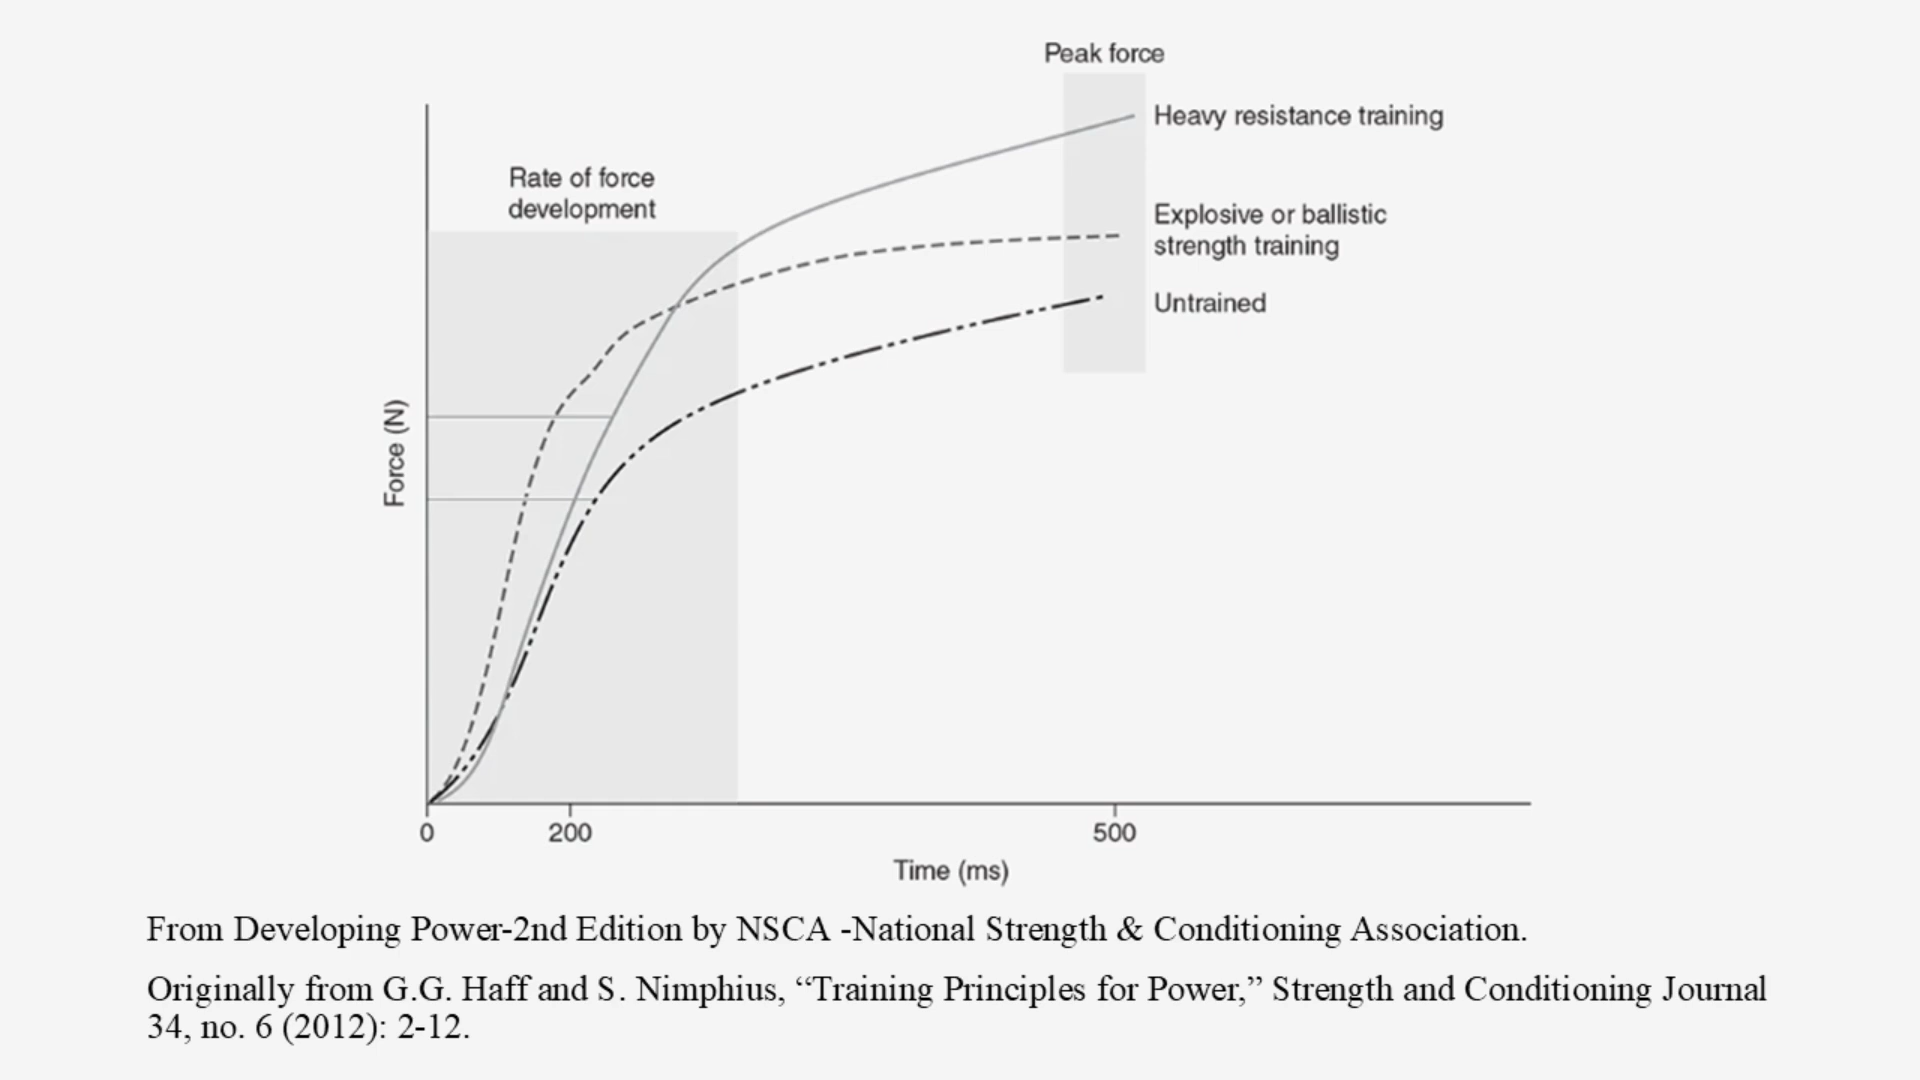 Peak force
Heavy resistance training
Rate of force
development
Explosive or ballistic
strength training
Untrained
Force (N)
0
200
500
Time (ms)
From Developing Power-2nd Edition by NSCA -National Strength & Conditioning Association.
Originally from G.G. Haff and S. Nimphius, “Training Principles for Power,” Strength and Conditioning Journal
34, no. 6 (2012): 2-12.